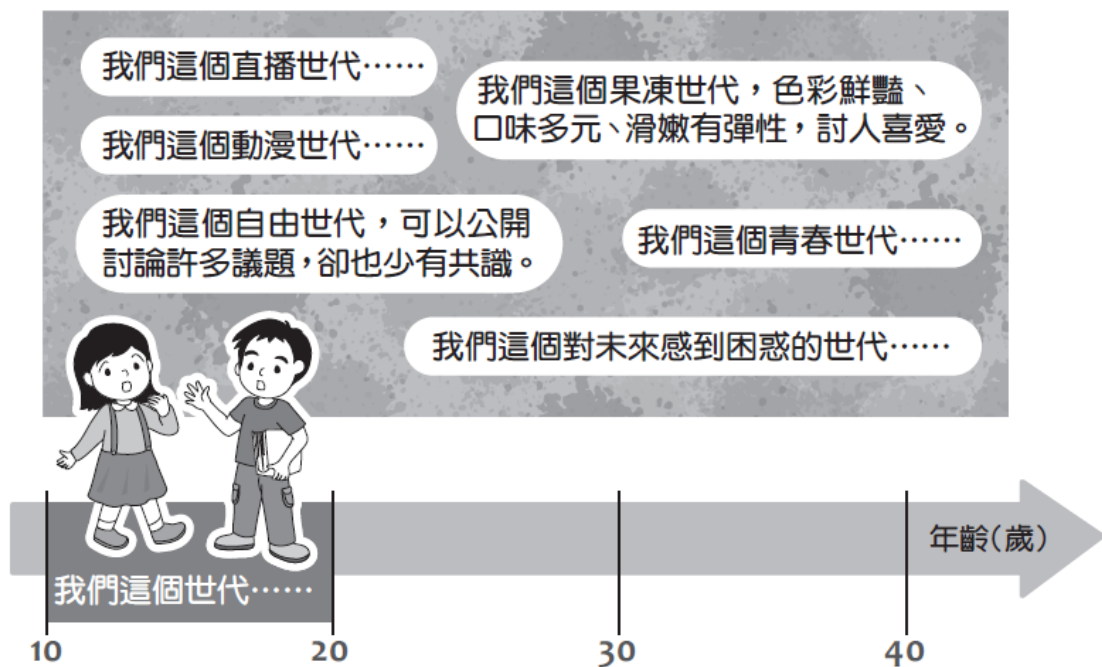 我們這個直播世代……
我們這個果凍世代，色彩鮮豔、
口味多元、滑嫩有彈性，討人喜愛。
我們這個動漫世代……
我們這個自由世代，可以公開
討論許多議題，卻也少有共識。
我們這個青春世代……
我們這個對未來感到困惑的世代……
年齡(歲)
我們這個世代……
10
20
30
40